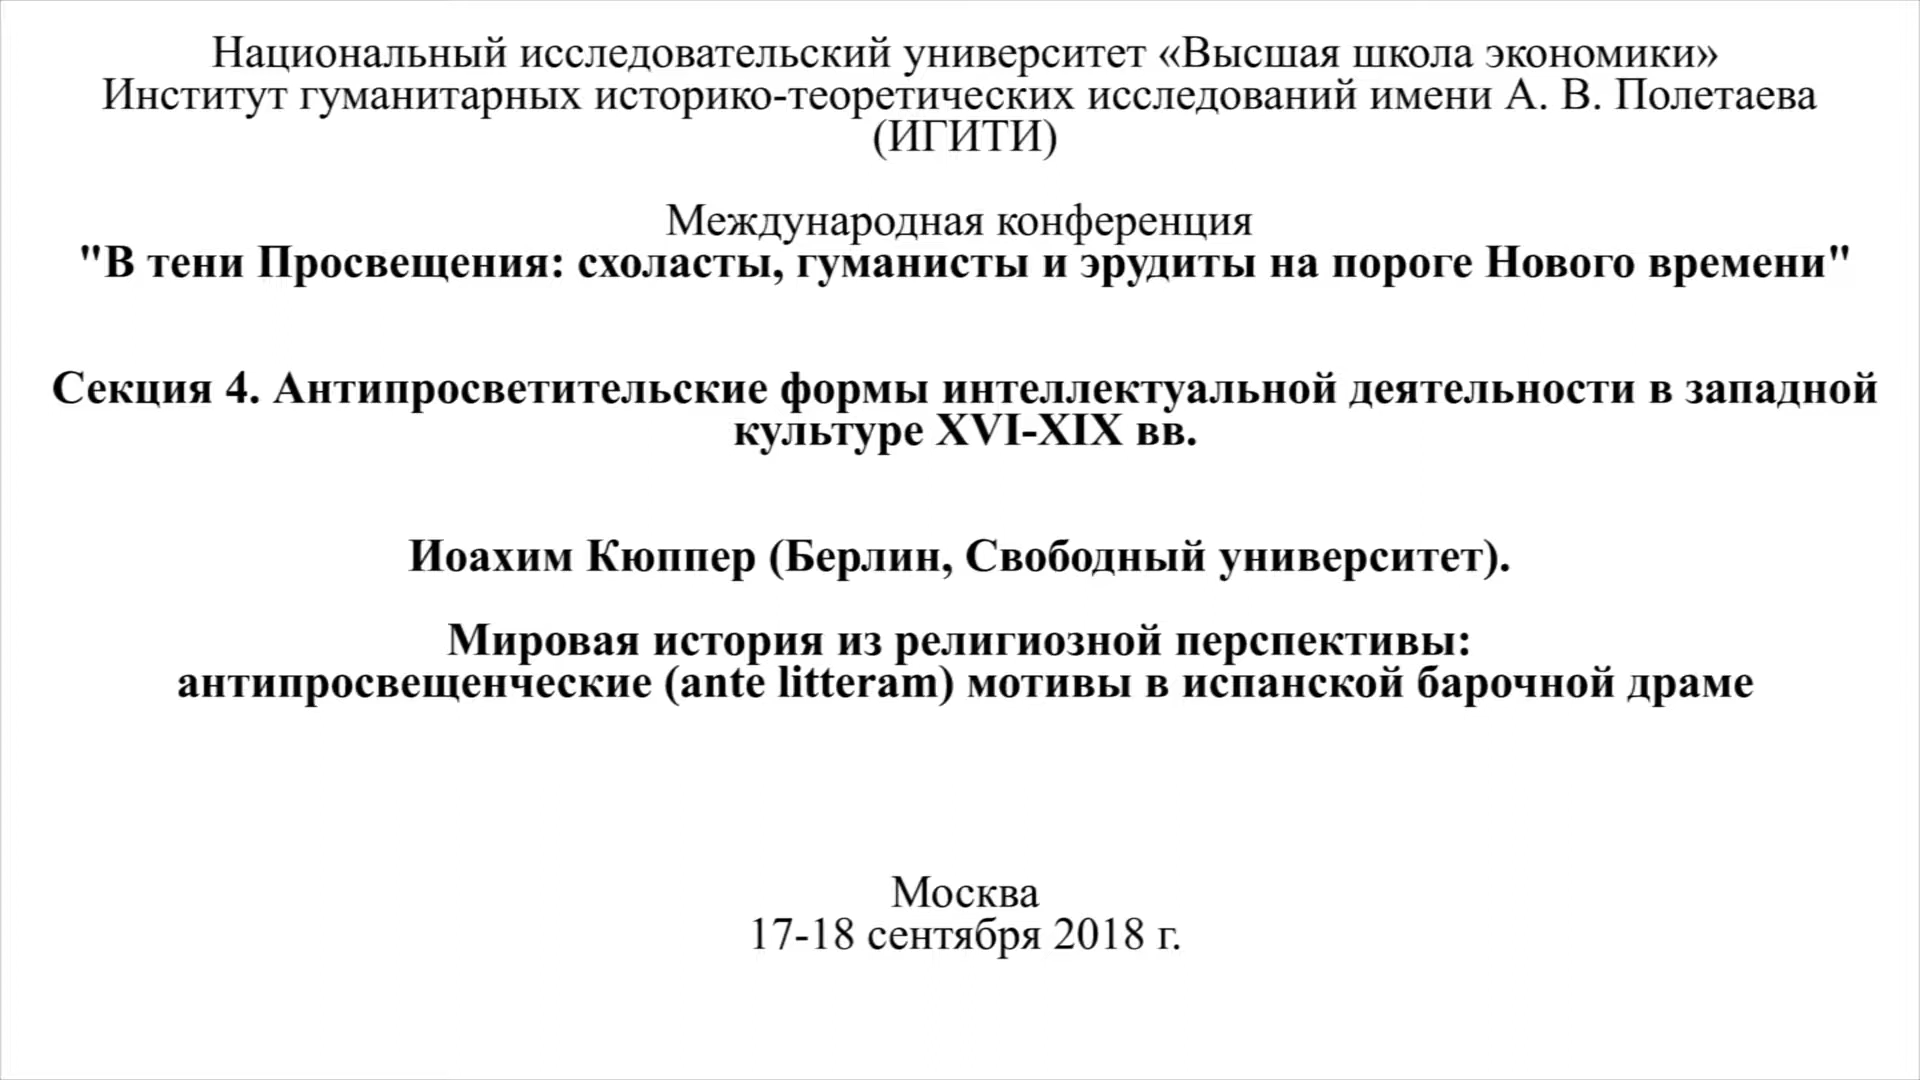 Национальный исследовательский университет «Высшая школа экономики»
Институт гуманитарных историко-теоретических исследований имени А. В. Полетаева
(ИГИТИ)
Международная конференция
"В тени Просвещения: схоласты, гуманисты и эрудиты на пороге Нового времени"
Секция 4. Антипросветительские формы интеллектуальной деятельности в западной
культуре XVI-XIX вв.
Иоахим Кюппер (Берлин, Свободный университет).
Мировая история из религиозной перспективы:
антипросвещенческие (ante litteram) мотивы в испанской барочной драме
Москва
17-18 сентября 2018 г.